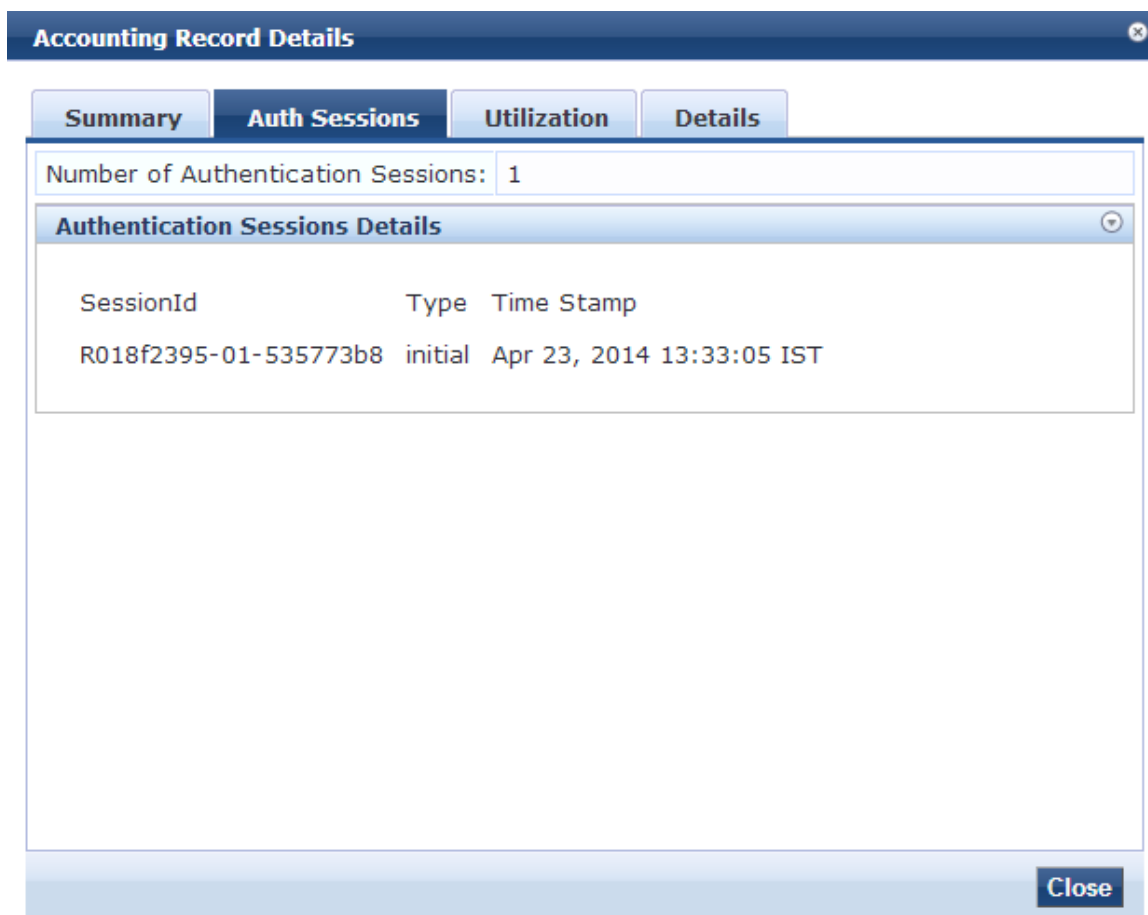 Accounting Record Details
Summary Auth Sessions Utilization Details
Number of Authentication Sessions: 1
Authentication Sessions Details
SessionId Type Time Stamp
R018f2395-01-535773b8 initial Apr 23, 2014 13:33:05 IST
Close